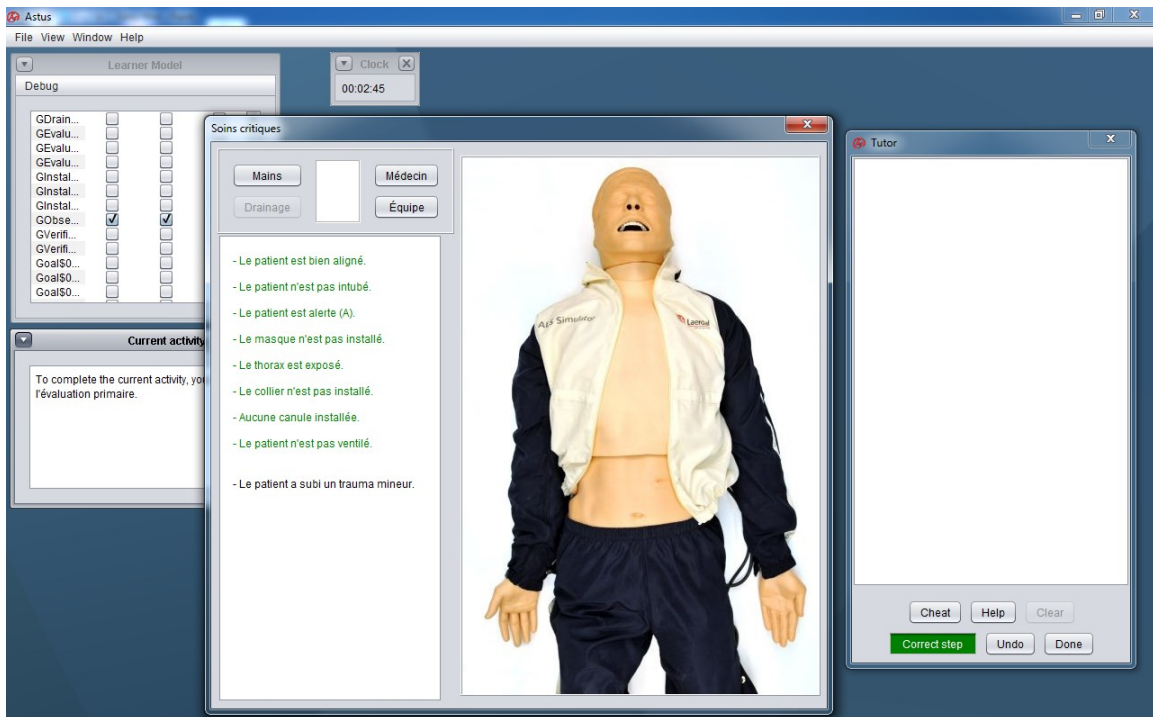 Astus
File View Window Help
Learner Model
Debug
GDrain...
GEvalu...
GEvalu...
GEvalu...
GInstal...
GInstal...
GInstal...
GObse...
GVerifi...
GVerifi...
Goal$0...
Goal$0...
Goal$0...
Clock
00:02:45
Current activity
To complete the current activity, you
l'évaluation primaire.
Soins critiques
Mains
Médecin
Drainage
Équipe
- Le patient est bien aligné.
- Le patient n'est pas intubé.
- Le patient est alerte (A).
- Le masque n'est pas installé.
- Le thorax est exposé.
- Le collier n'est pas installé.
- Aucune canule installée.
- Le patient n'est pas ventilé.
- Le patient a subi un trauma mineur.
ALS Simulator
Laerdal
Tutor
Cheat Help Clear
Correct step Undo Done